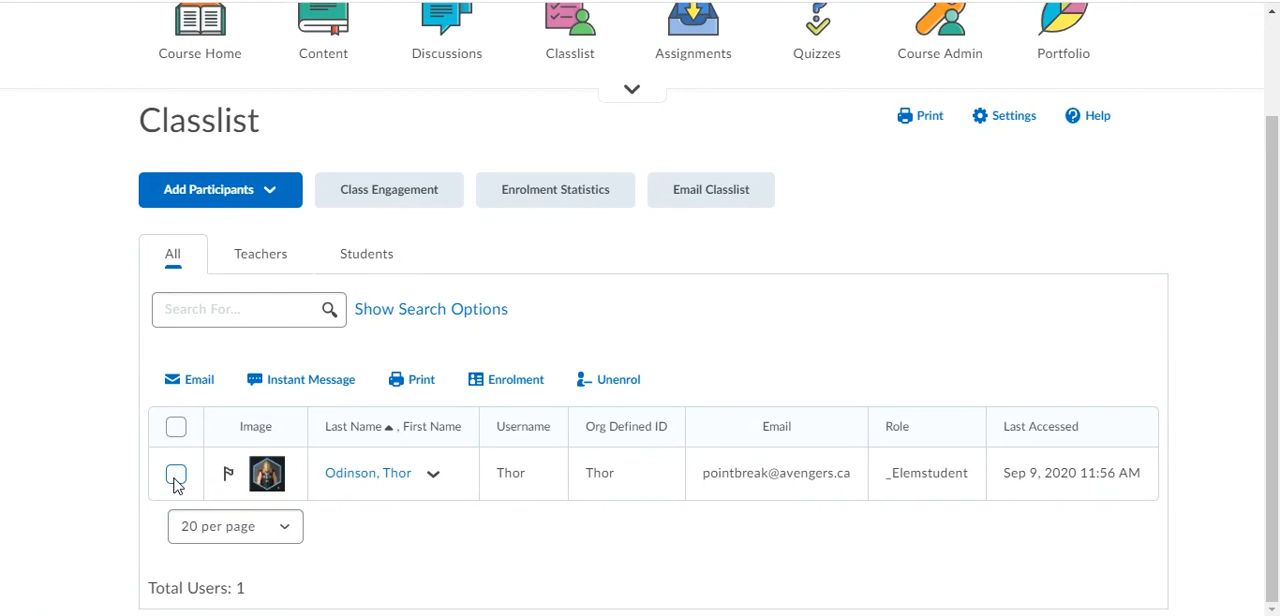 Course Home Content Discussions Classlist Assignments Quizzes Course Admin Portfolio
Classlist
Print Settings Help
Add Participants Class Engagement Enrolment Statistics Email Classlist
All Teachers Students
Search For... Show Search Options
Email Instant Message Print Enrolment Unenrol
Image Last Name , First Name Username Org Defined ID Email Role Last Accessed
Odinson, Thor Thor Thor pointbreak@avengers.ca _Elemstudent Sep 9, 2020 11:56 AM
20 per page
Total Users: 1